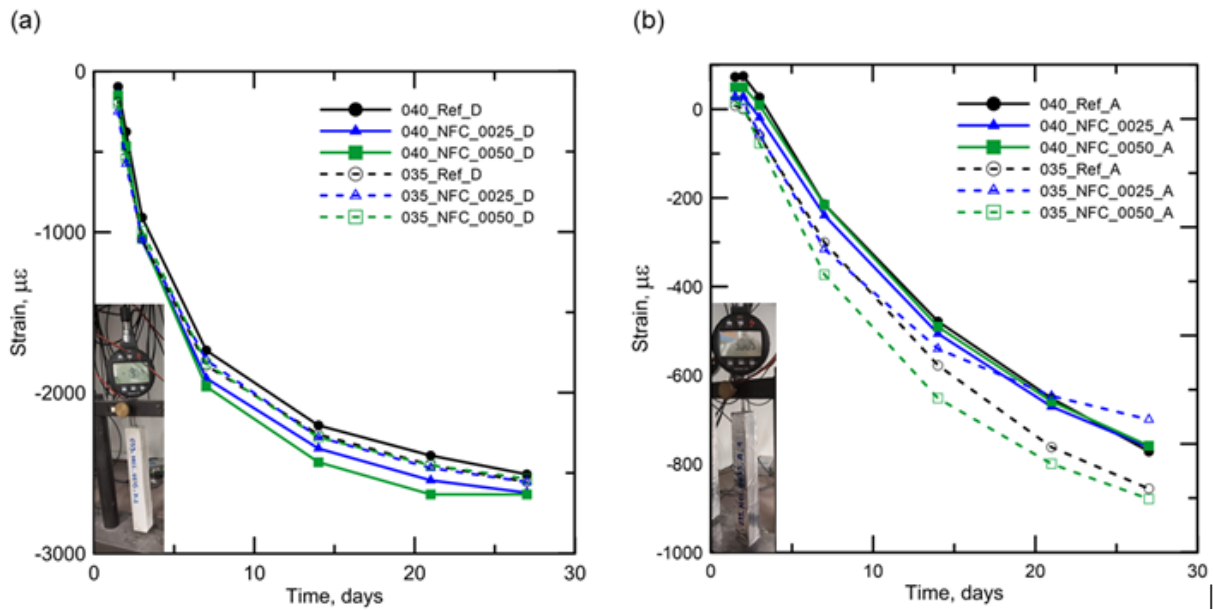 (a)
0
-1000
-2000
-3000
0
10
20
30
Strain, µε
Time, days
040_Ref_D
040_NFC_0025_D
040_NFC_0050_D
035_Ref_D
035_NFC_0025_D
035_NFC_0050_D
(b)
0
-200
-400
-600
-800
-1000
0
10
20
30
Strain, µε
Time, days
040_Ref_A
040_NFC_0025_A
040_NFC_0050_A
035_Ref_A
035_NFC_0025_A
035_NFC_0050_A